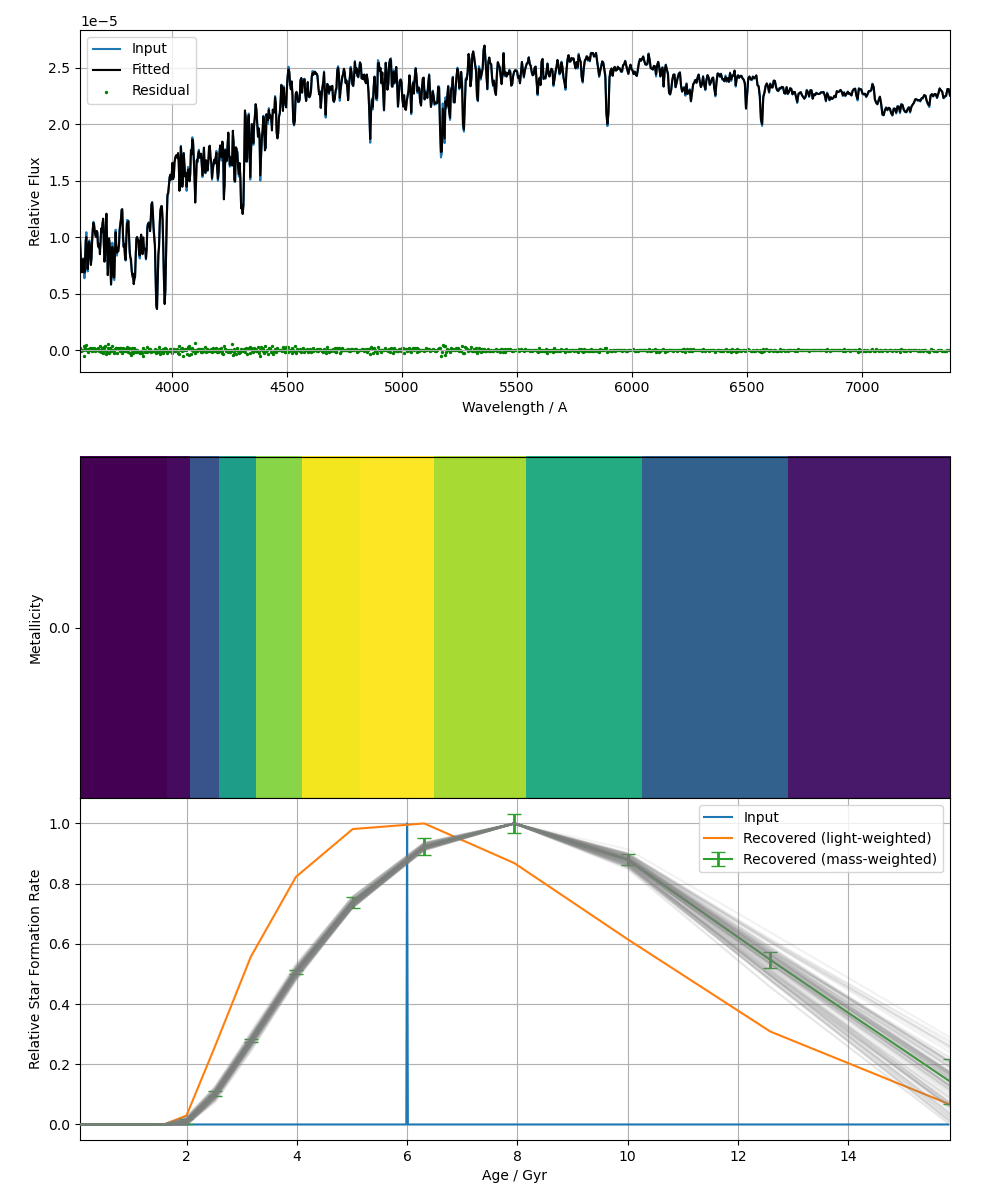 1e−5
Input
Fitted
Residual
2.5
2.0
1.5
1.0
0.5
0.0
Relative Flux
4000 4500 5000 5500 6000 6500 7000
Wavelength / A
Metallicity
0.0
Input
Recovered (light-weighted)
Recovered (mass-weighted)
1.0
0.8
0.6
0.4
0.2
0.0
Relative Star Formation Rate
2 4 6 8 10 12 14
Age / Gyr